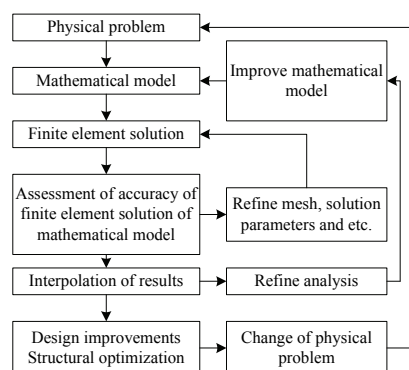 Physical problem
Mathematical model
Improve mathematical
model
Finite element solution
Assessment of accuracy of
finite element solution of
mathematical model
Refine mesh, solution
parameters and etc.
Interpolation of results
Refine analysis
Design improvements
Structural optimization
Change of physical
problem